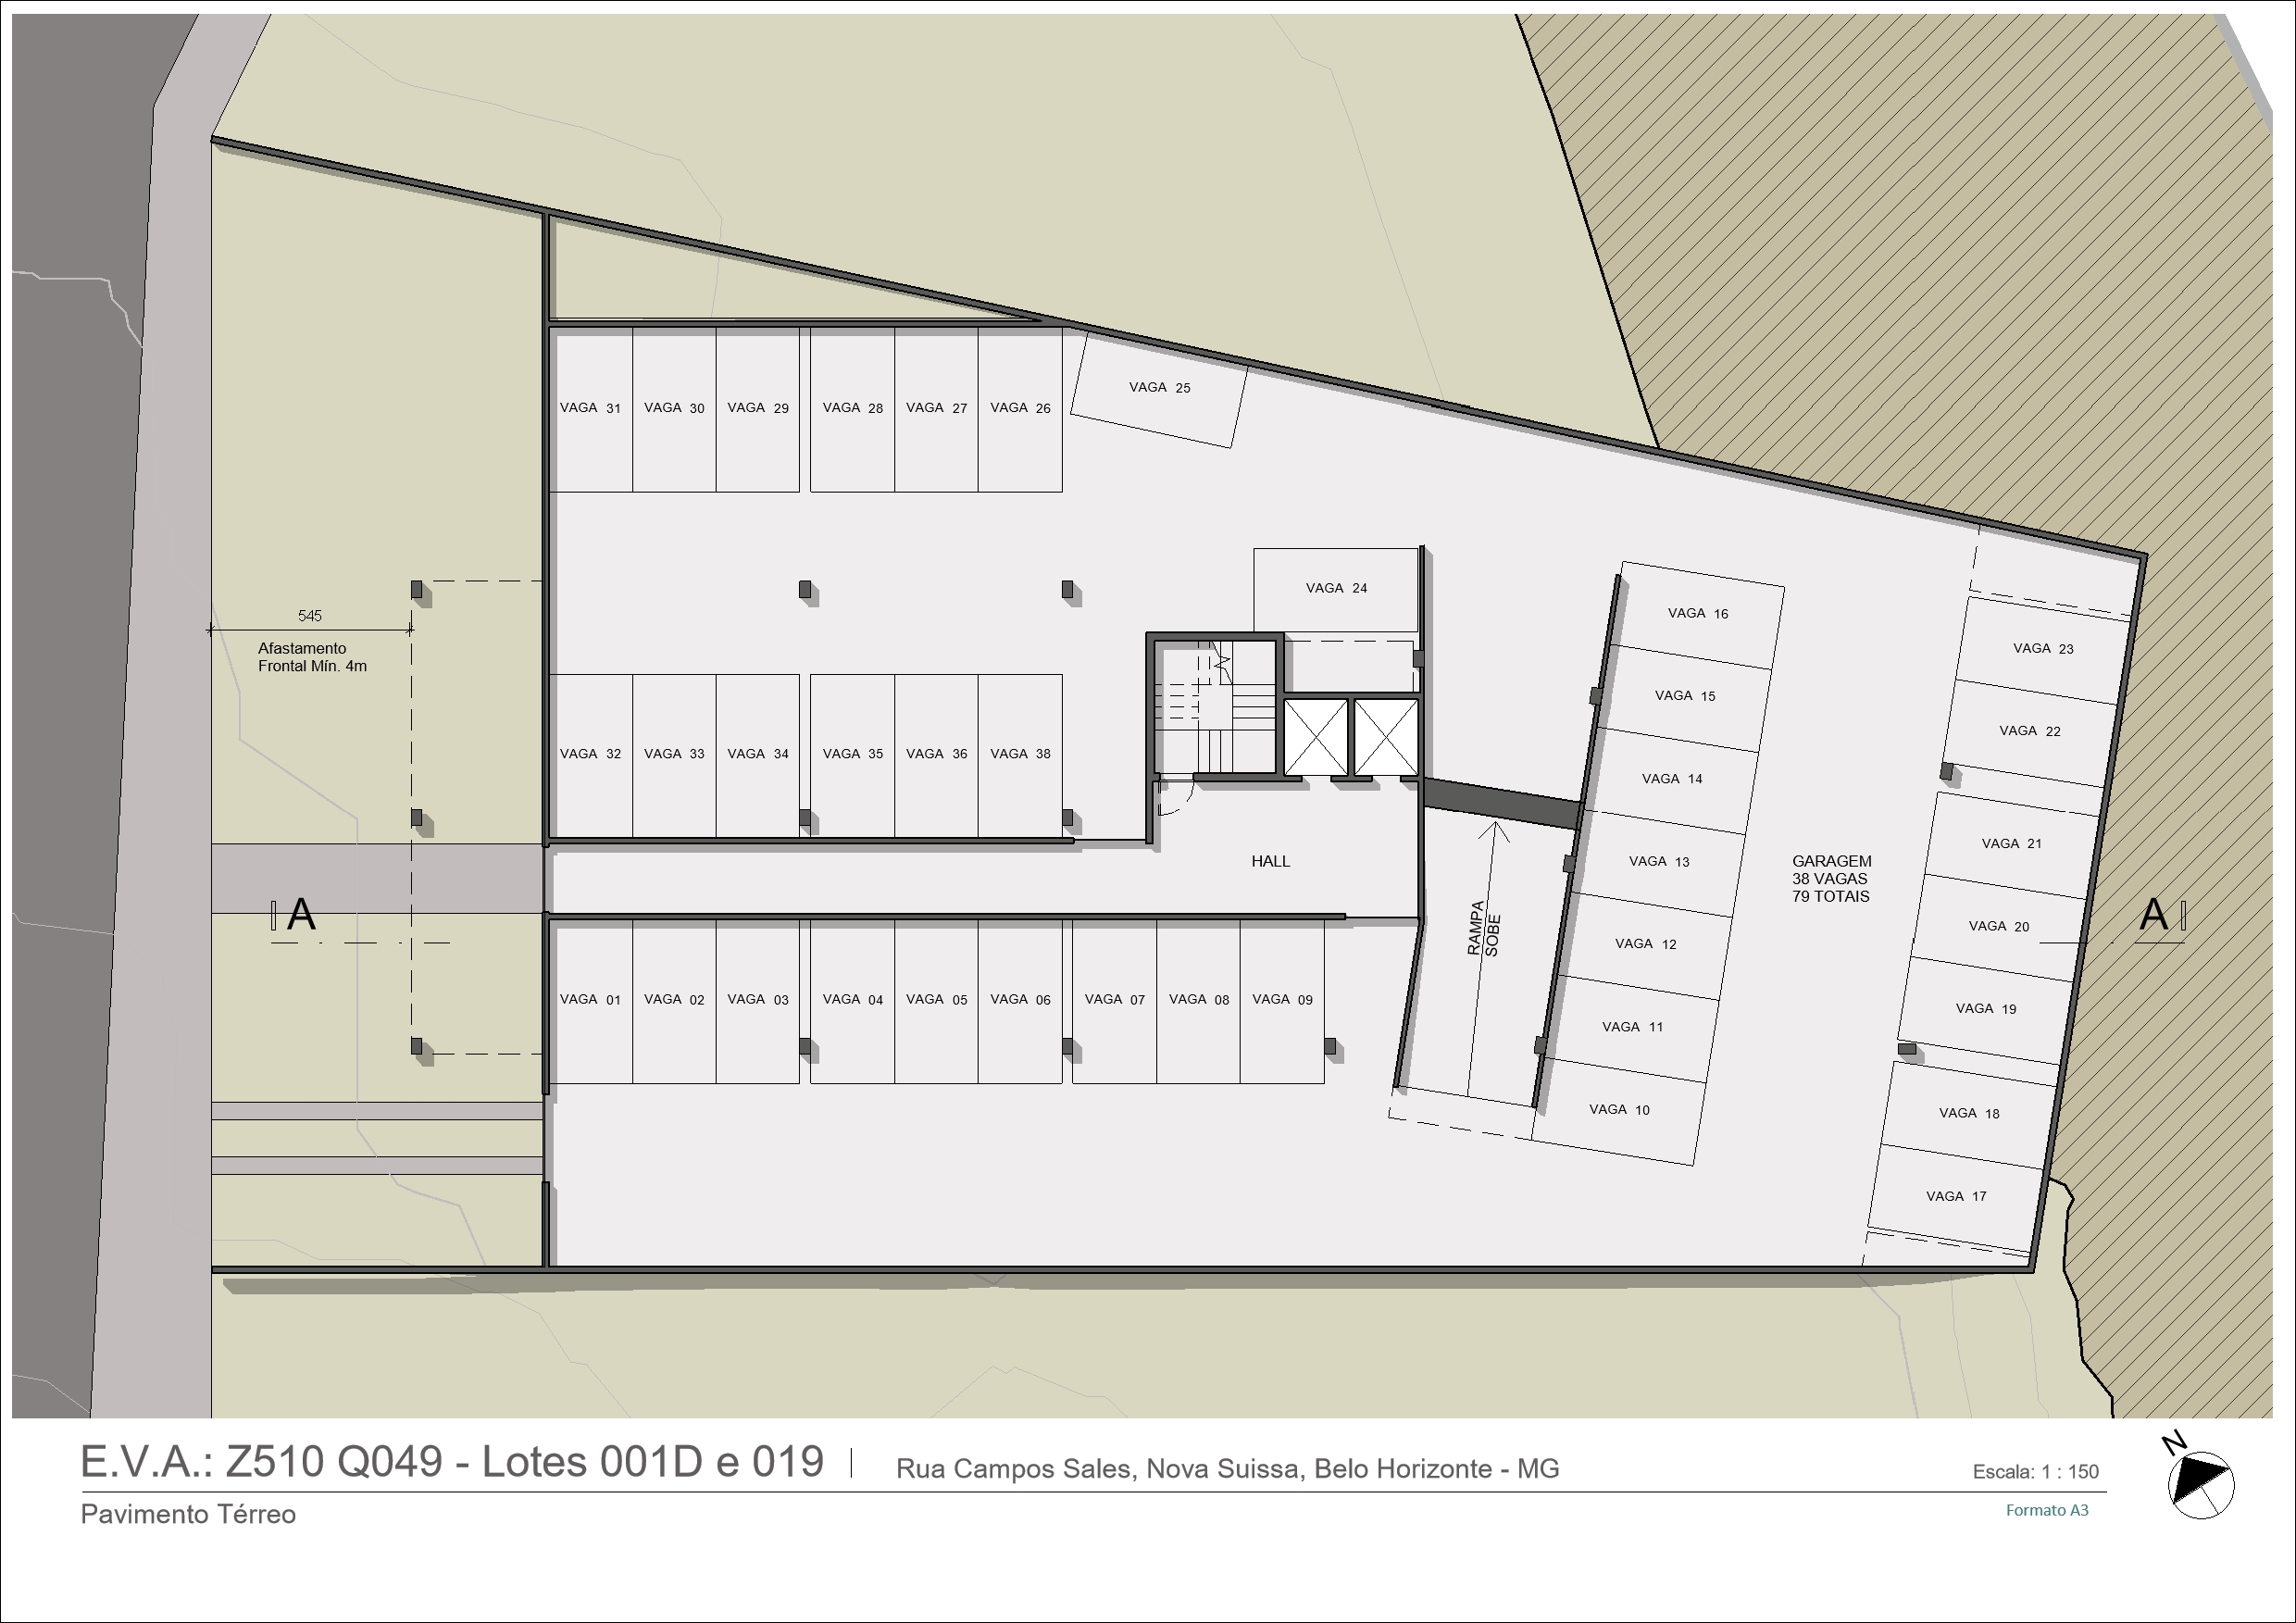 VAGA 31
VAGA 30
VAGA 29
VAGA 28
VAGA 27
VAGA 26
VAGA 25
VAGA 24
545
Afastamento
Frontal Mín. 4m
VAGA 16
VAGA 15
VAGA 14
VAGA 13
VAGA 12
VAGA 11
VAGA 10
VAGA 23
VAGA 22
VAGA 21
VAGA 20
VAGA 19
VAGA 18
VAGA 17
VAGA 32
VAGA 33
VAGA 34
VAGA 35
VAGA 36
VAGA 38
HALL
GARAGEM
38 VAGAS
79 TOTAIS
A
A
RAMPA
SOBE
VAGA 01
VAGA 02
VAGA 03
VAGA 04
VAGA 05
VAGA 06
VAGA 07
VAGA 08
VAGA 09
E.V.A.: Z510 Q049 - Lotes 001D e 019
Rua Campos Sales, Nova Suissa, Belo Horizonte - MG
Escala: 1 : 150
N
Pavimento Térreo
Formato A3